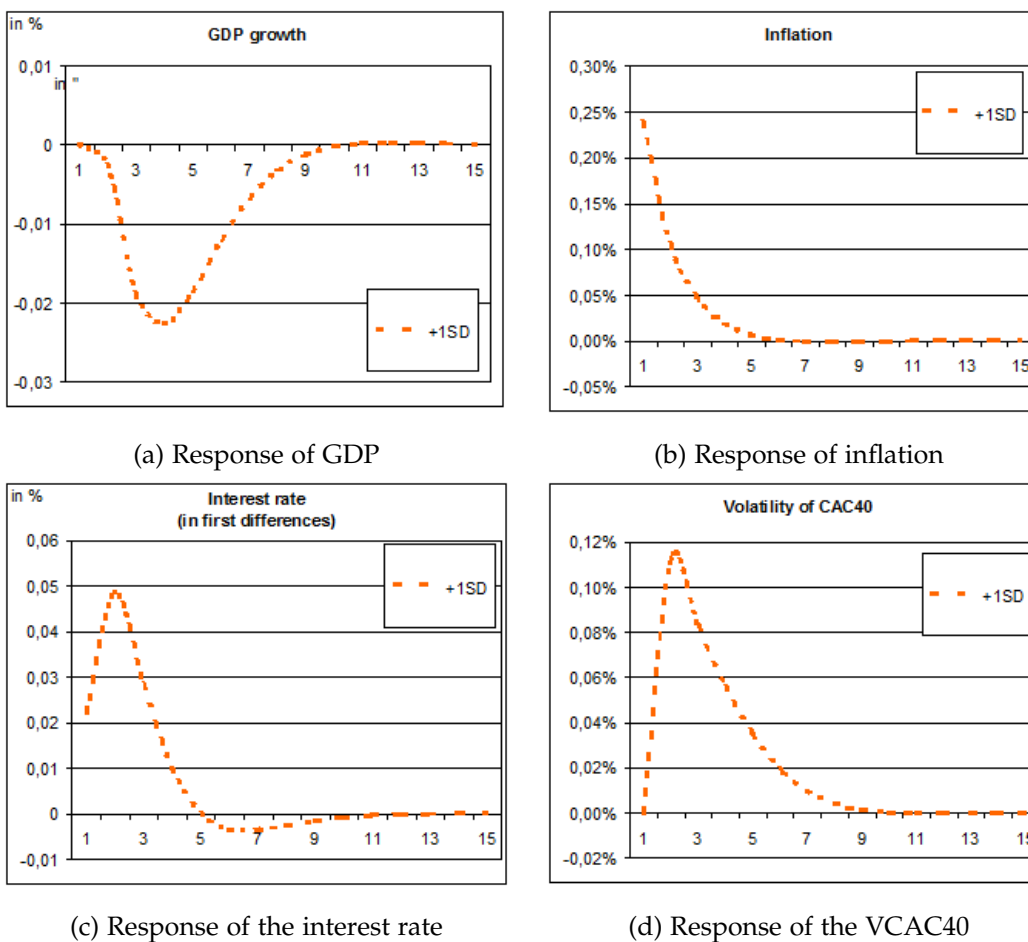 in %
GDP growth
0,01
in "
0
1 3 5 7 9 11 13 15
-0,01
-0,02
+1SD
-0,03
(a) Response of GDP
Inflation
0,30%
+1SD
0,25%
0,20%
0,15%
0,10%
0,05%
0,00%
1 3 5 7 9 11 13 15
-0,05%
(b) Response of inflation
in %
Interest rate
(in first differences)
0,06
+1SD
0,05
0,04
0,03
0,02
0,01
0
1 3 5 7 9 11 13 15
-0,01
(c) Response of the interest rate
Volatility of CAC40
0,12%
+1SD
0,10%
0,08%
0,06%
0,04%
0,02%
0,00%
1 3 5 7 9 11 13 15
-0,02%
(d) Response of the VCAC40